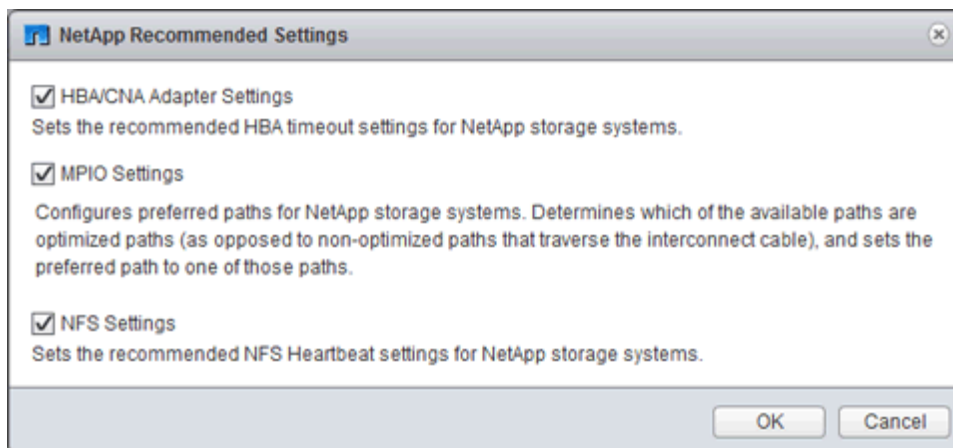 NetApp Recommended Settings
HBA/CNA Adapter Settings
Sets the recommended HBA timeout settings for NetApp storage systems.
MPIO Settings
Configures preferred paths for NetApp storage systems. Determines which of the available paths are
optimized paths (as opposed to non-optimized paths that traverse the interconnect cable), and sets the
preferred path to one of those paths.
NFS Settings
Sets the recommended NFS Heartbeat settings for NetApp storage systems.
OK
Cancel